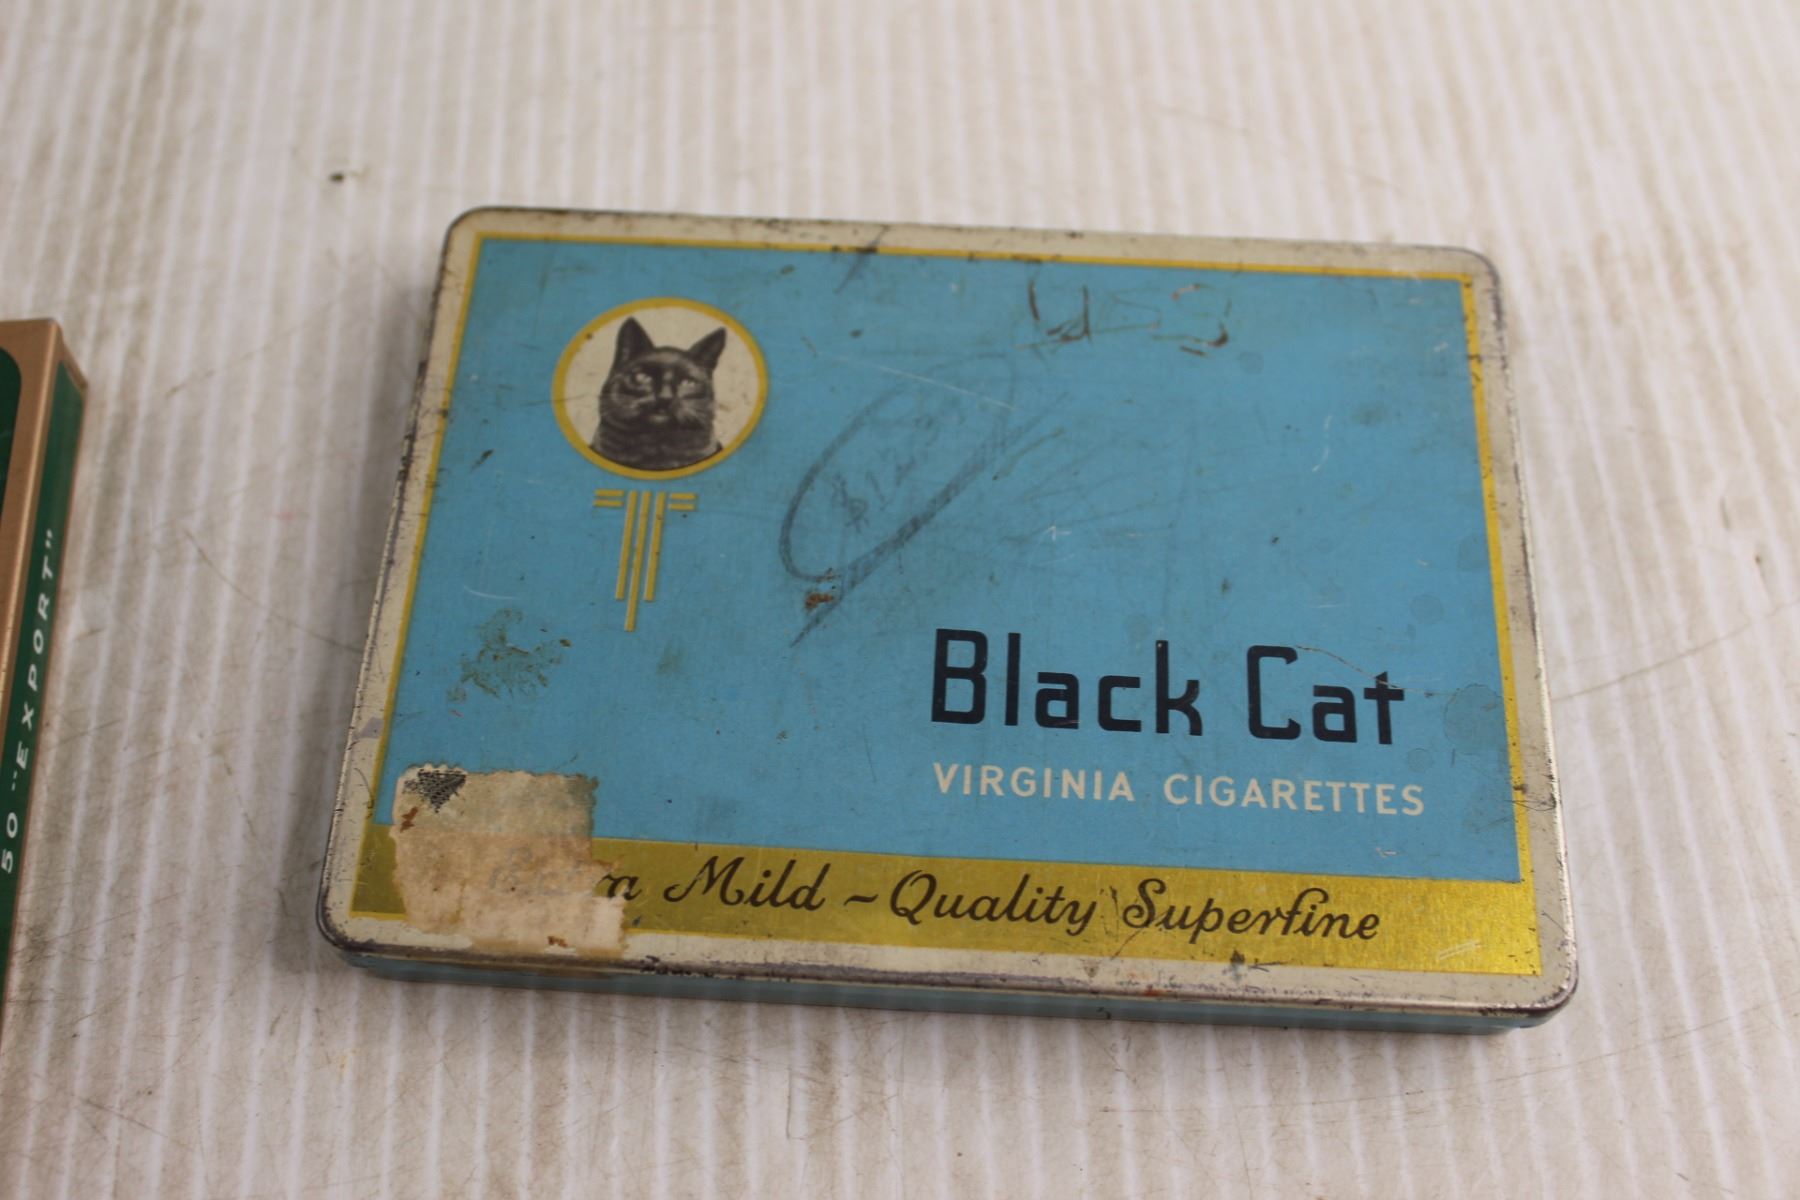 Black Cat
VIRGINIA CIGARETTES
Mild ~ Quality Superfine
50 "EXPORT"